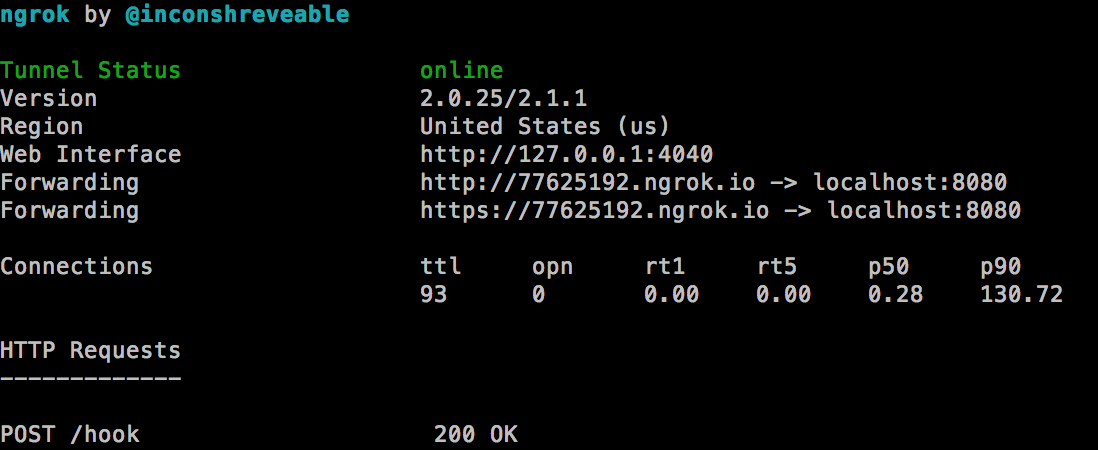 ngrok by @inconshreveable
Tunnel Status online
Version 2.0.25/2.1.1
Region United States (us)
Web Interface http://127.0.0.1:4040
Forwarding http://77625192.ngrok.io -> localhost:8080
Forwarding https://77625192.ngrok.io -> localhost:8080
Connections ttl opn rt1 rt5 p50 p90
93 0 0.00 0.00 0.28 130.72
HTTP Requests
-------------
POST /hook 200 OK